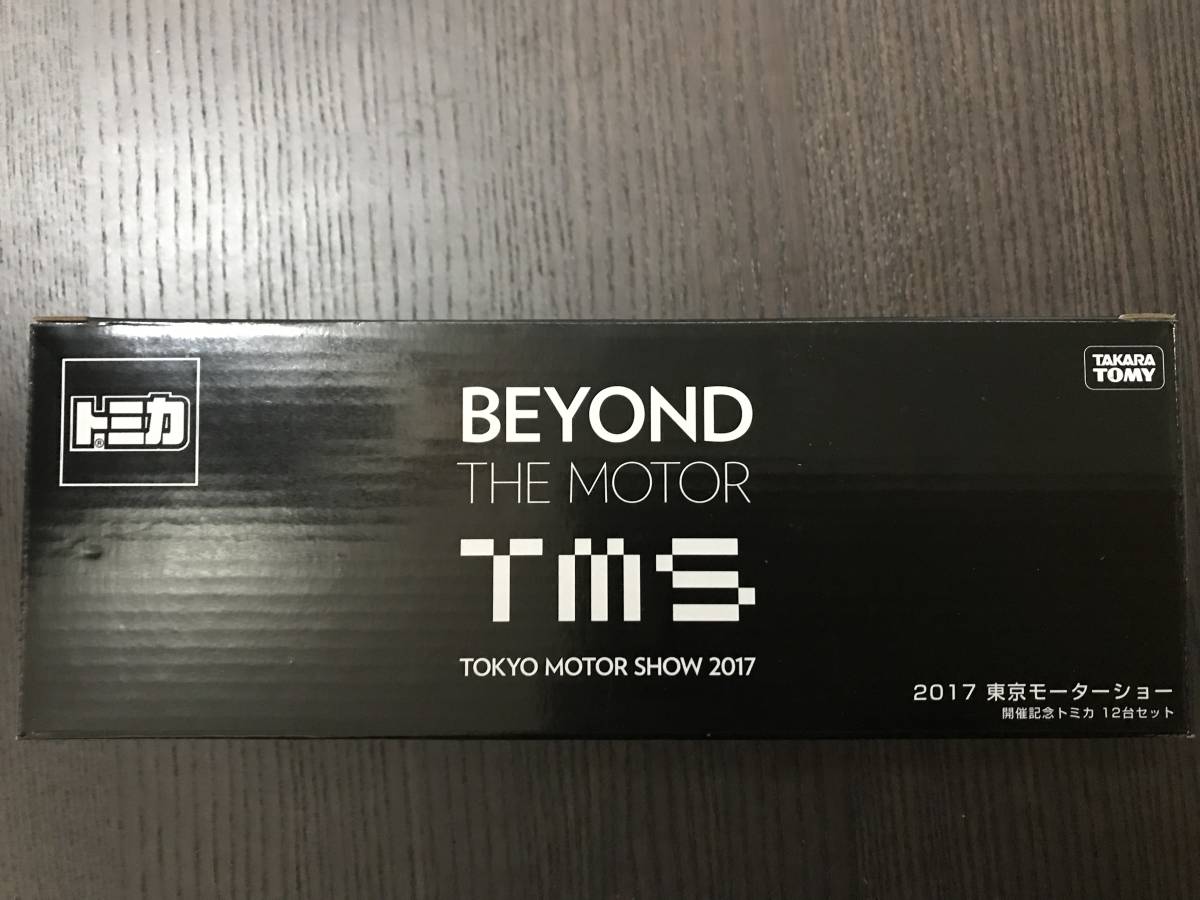 トミカ®
BEYOND
THE MOTOR
TMS
TOKYO MOTOR SHOW 2017
TAKARA
TOMY
2017 東京モーターショー
開催記念トミカ 12台セット